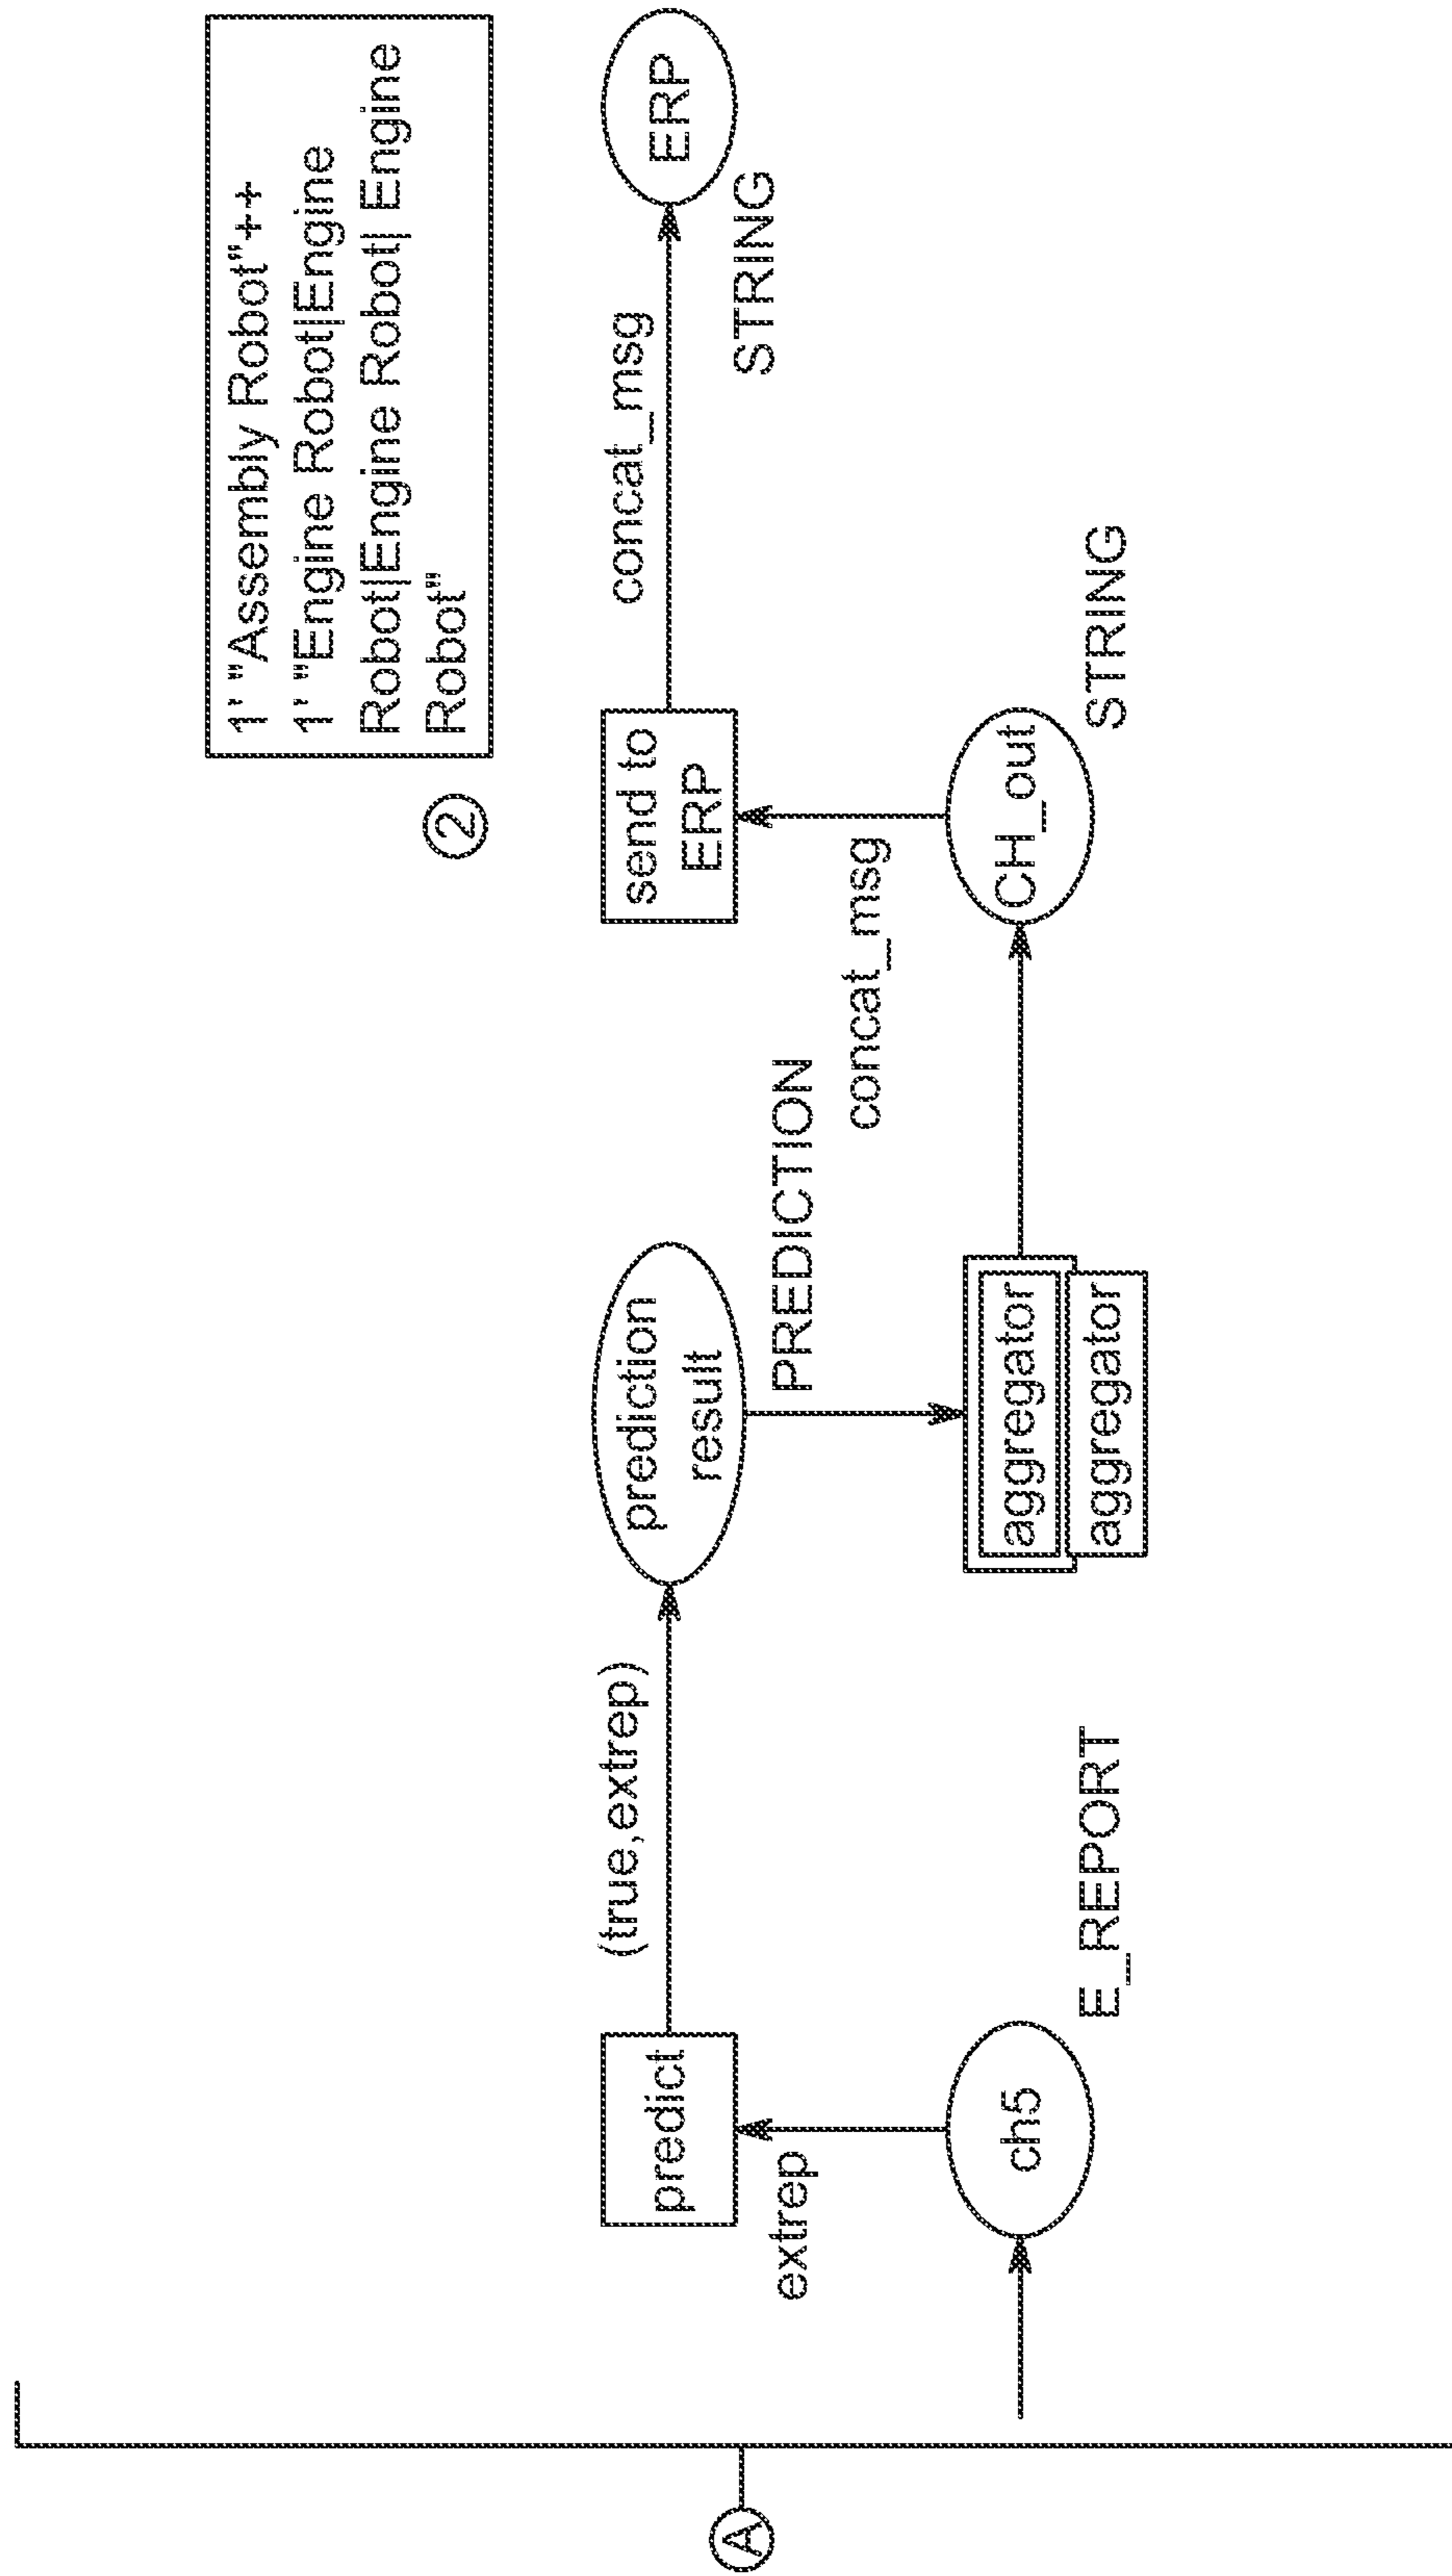 1' "Assembly Robot"++
1' "Engine Robot|Engine
Robot|Engine Robot| Engine
Robot"
②
predict
(true,extrep)
prediction
result
send to
ERP
concat_msg
ERP
STRING
extrep
PREDICTION
concat_msg
A
ch5
E_REPORT
aggregator
aggregator
CH_out
STRING